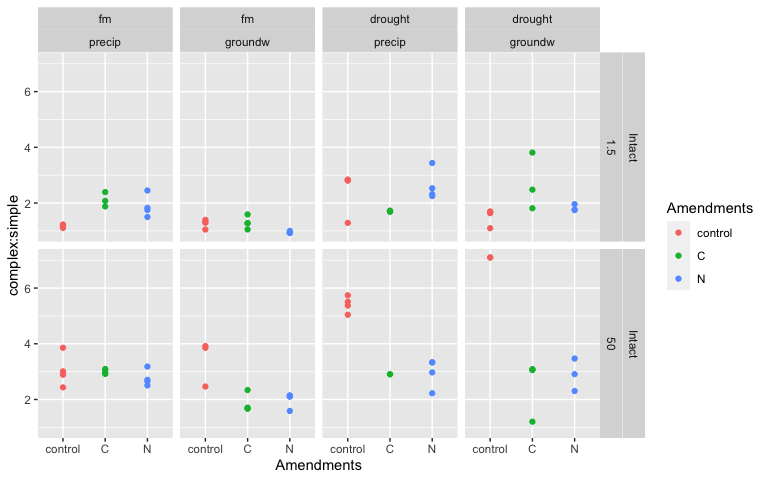 fm fm drought drought
precip groundw precip groundw
complex:simple
6
4
2
1.5 Intact
6
4
2
50 Intact
control C N control C N control C N control C N
Amendments
Amendments
control
C
N